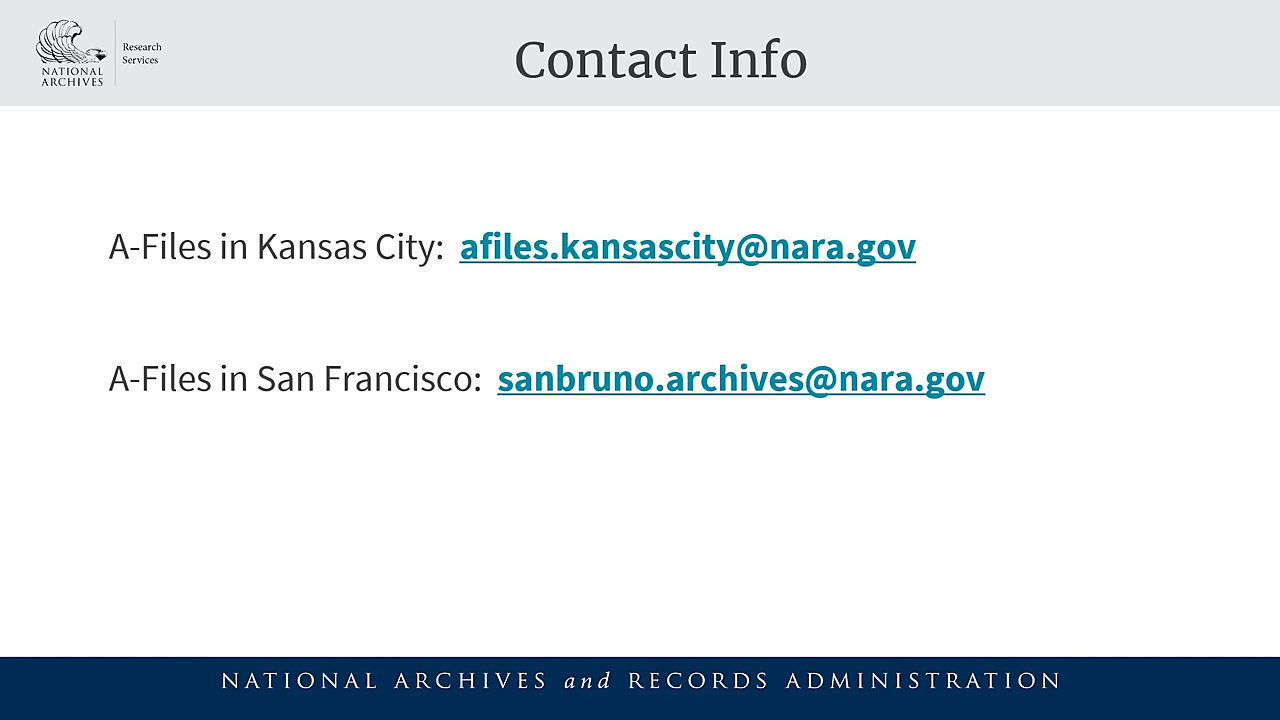 NATIONAL
ARCHIVES
Research
Services
Contact Info
A-Files in Kansas City: afiles.kansascity@nara.gov
A-Files in San Francisco: sanbruno.archives@nara.gov
NATIONAL ARCHIVES and RECORDS ADMINISTRATION